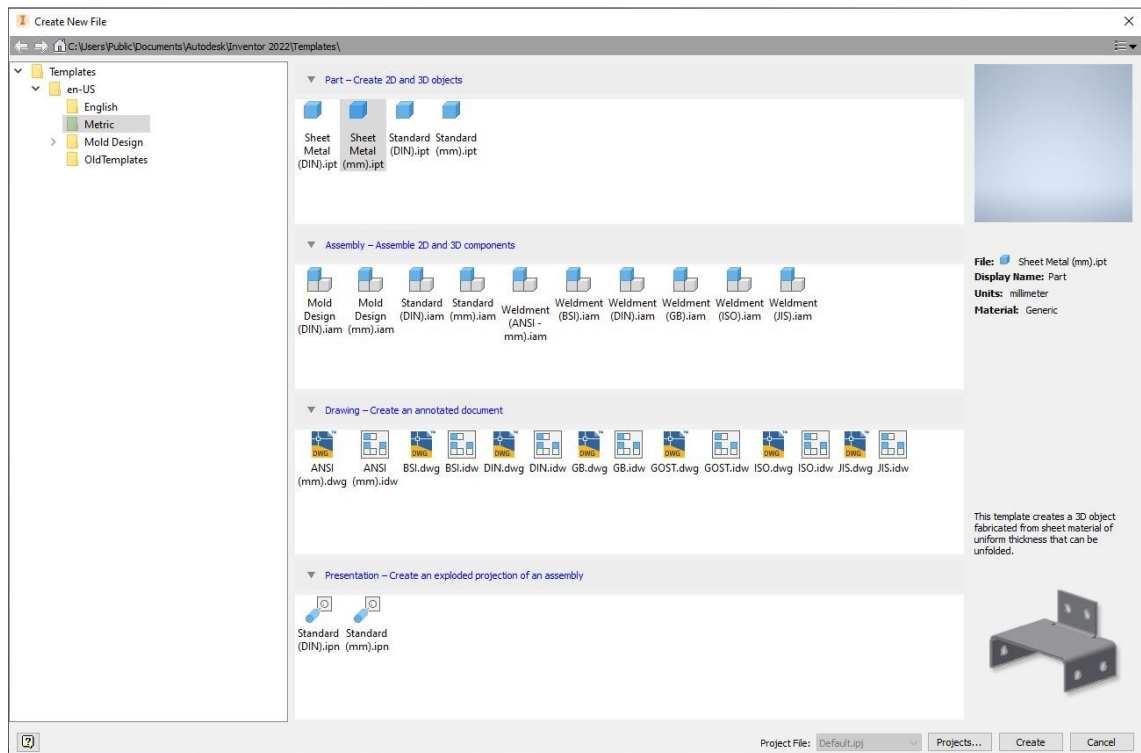 Create New File
C:\Users\Public\Documents\Autodesk\Inventor 2022\Templates\
Templates
en-US
English
Metric
Mold Design
OldTemplates
Part – Create 2D and 3D objects
Sheet Metal (DIN).ipt
Sheet Metal (mm).ipt
Standard (DIN).ipt
Standard (mm).ipt
Assembly – Assemble 2D and 3D components
Mold Design (DIN).iam
Mold Design (mm).iam
Standard (DIN).iam
Standard (mm).iam
Weldment (ANSI - mm).iam
Weldment (BSI).iam
Weldment (DIN).iam
Weldment (GB).iam
Weldment (ISO).iam
Weldment (JIS).iam
Drawing – Create an annotated document
DWG DWG DWG DWG DWG DWG DWG
ANSI (mm).dwg
ANSI (mm).idw
BSI.dwg
BSI.idw
DIN.dwg
DIN.idw
GB.dwg
GB.idw
GOST.dwg
GOST.idw
ISO.dwg
ISO.idw
JIS.dwg
JIS.idw
Presentation – Create an exploded projection of an assembly
Standard (DIN).ipn
Standard (mm).ipn
File: Sheet Metal (mm).ipt
Display Name: Part
Units: millimeter
Material: Generic
This template creates a 3D object
fabricated from sheet material of
uniform thickness that can be
unfolded.
Project File: Default.ipj
Projects...
Create
Cancel